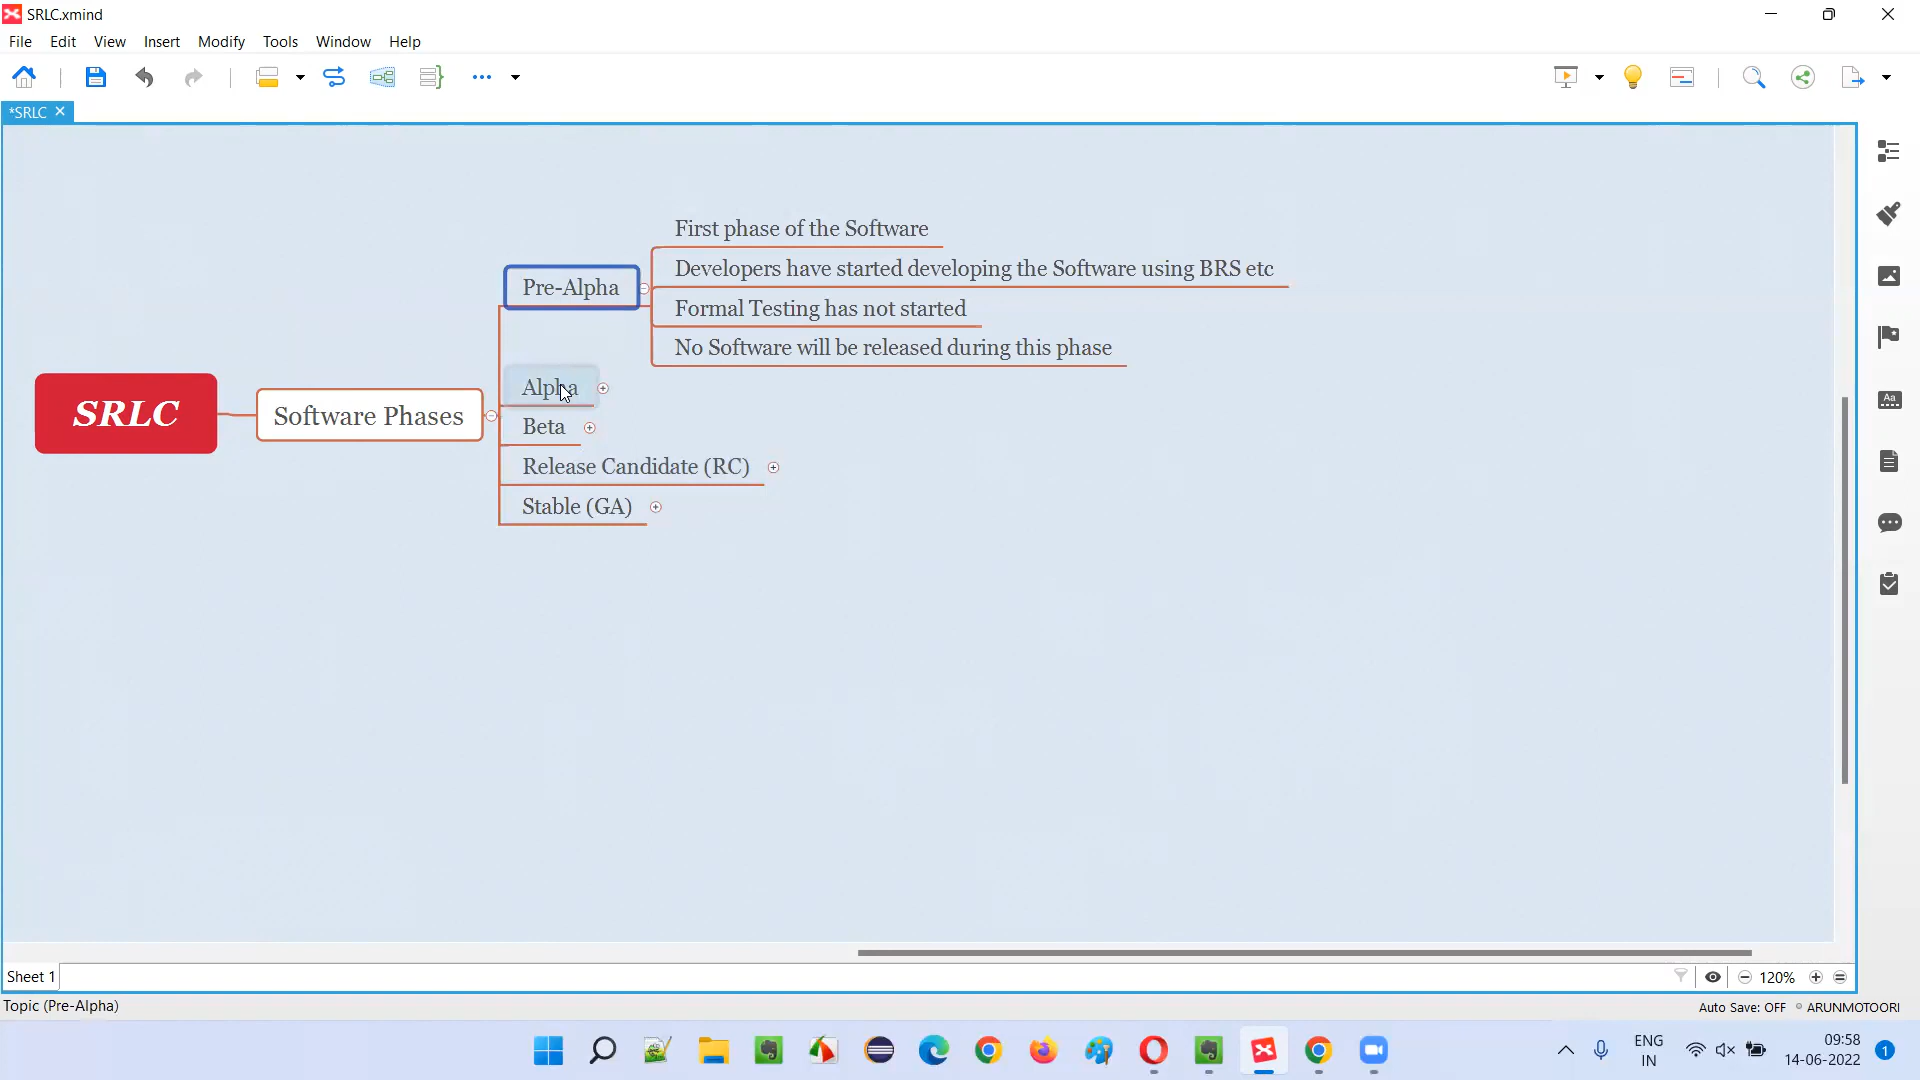 SRLC.xmind
File Edit View Insert Modify Tools Window Help
*SRLC
First phase of the Software
Pre-Alpha
Developers have started developing the Software using BRS etc
Formal Testing has not started
No Software will be released during this phase
SRLC
Software Phases
Alpha
Beta
Release Candidate (RC)
Stable (GA)
Aa
Sheet 1
120%
Topic (Pre-Alpha)
Auto Save: OFF
ARUNMOTOORI
ENG
IN
09:58
14-06-2022
1